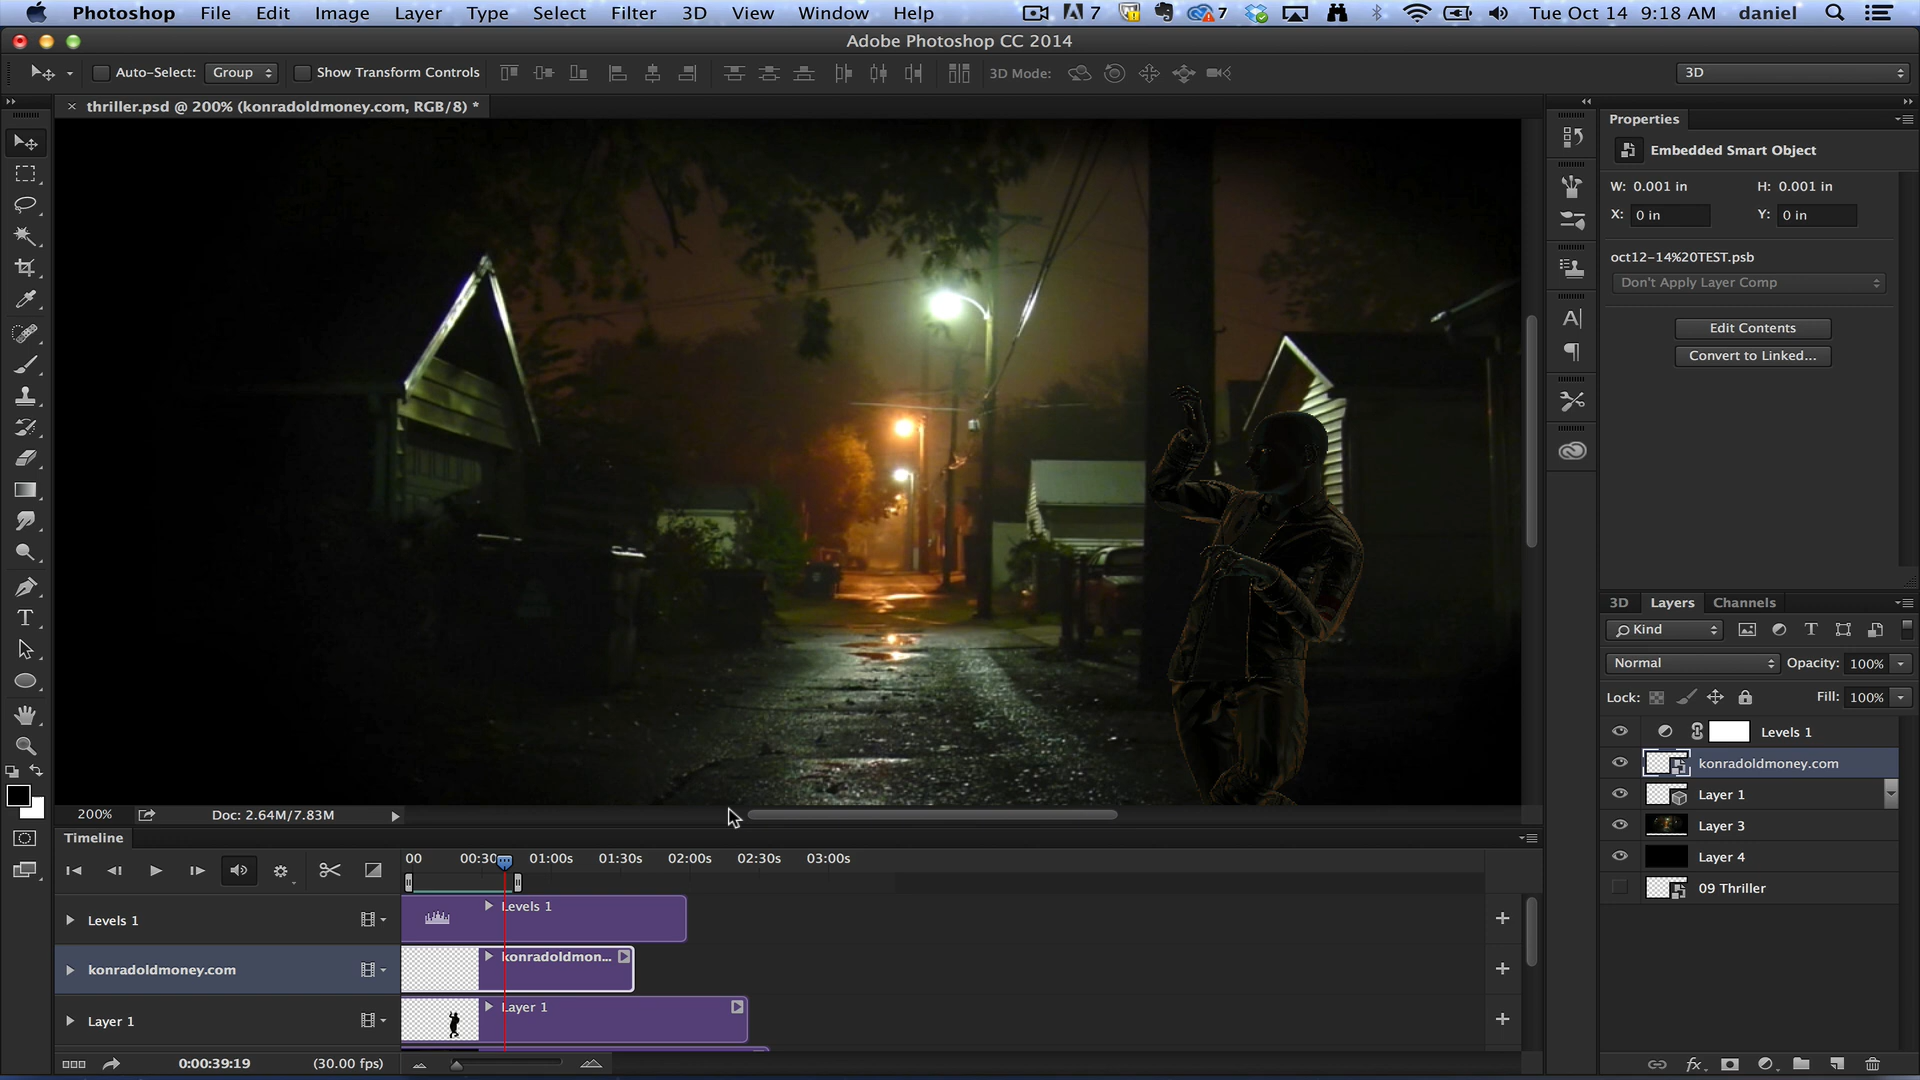 Photoshop File Edit Image Layer Type Select Filter 3D View Window Help 7 7 Tue Oct 14 9:18 AM daniel
Adobe Photoshop CC 2014
Auto-Select: Group Show Transform Controls 3D Mode: 3D
× thriller.psd @ 200% (konradoldmoney.com, RGB/8) *
Properties
Embedded Smart Object
W: 0.001 in H: 0.001 in
X: 0 in Y: 0 in
oct12-14%20TEST.psb
Don't Apply Layer Comp
Edit Contents
Convert to Linked...
3D Layers Channels
Kind
Normal Opacity: 100%
Lock: Fill: 100%
Levels 1
konradoldmoney.com
Layer 1
Layer 3
Layer 4
09 Thriller
200% Doc: 2.64M/7.83M
Timeline
00 00:30 01:00s 01:30s 02:00s 02:30s 03:00s
Levels 1 Levels 1
konradoldmoney.com konradoldmon...
Layer 1 Layer 1
0:00:39:19 (30.00 fps)
fx